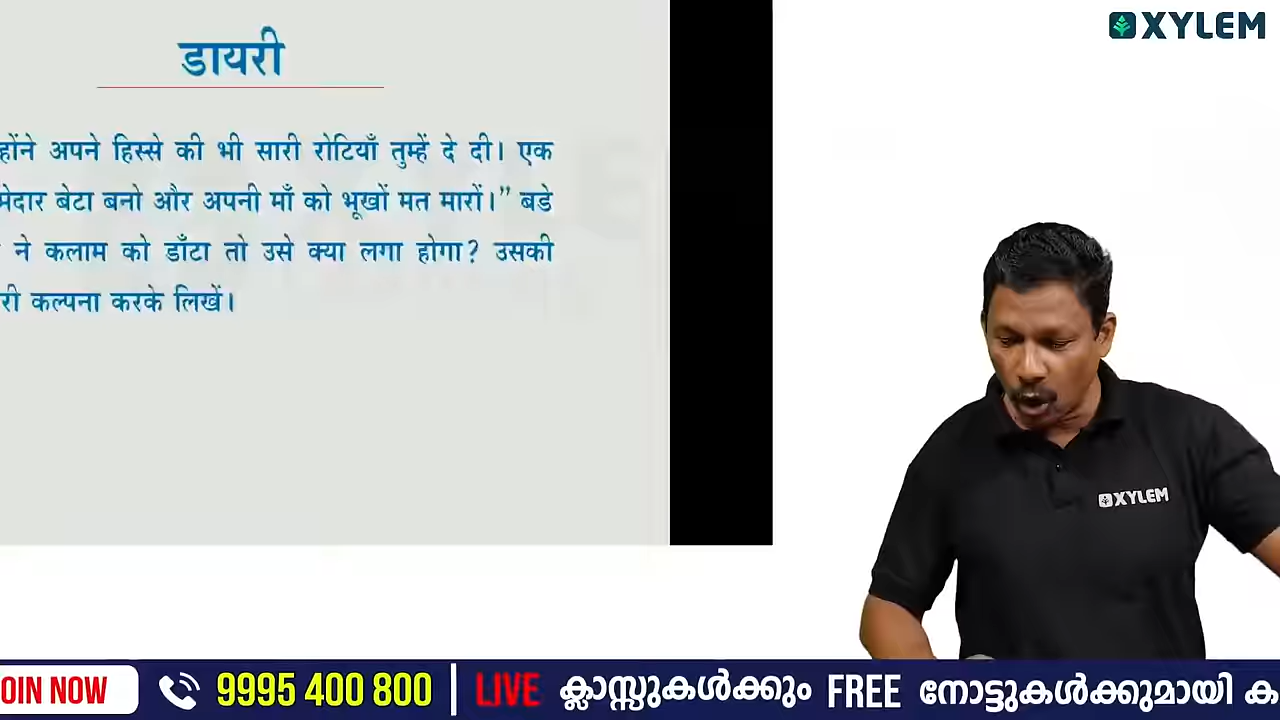 XYLEM
डायरी
होंने अपने हिस्से की भी सारी रोटियाँ तुम्हें दे दी। एक
मेदार बेटा बनो और अपनी माँ को भूखों मत मारों।” बडे
ने कलाम को डाँटा तो उसे क्या लगा होगा? उसकी
री कल्पना करके लिखें।
XYLEM
OIN NOW 9995 400 800 LIVE ക്ലാസ്സുകൾക്കും FREE നോട്ടുകൾക്കുമായി ക